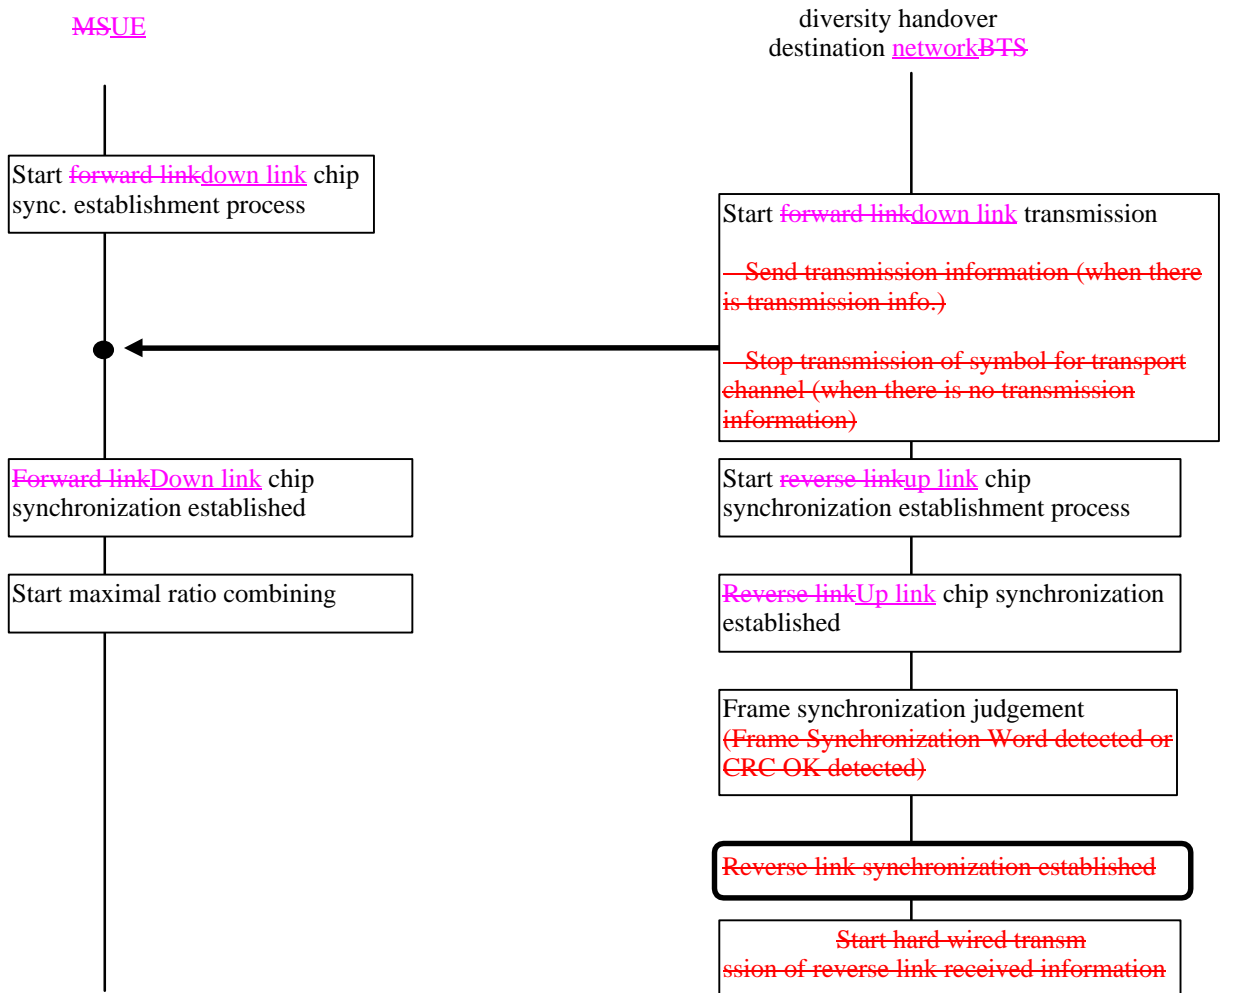 MSUE
diversity handover
destination networkBTS
Start forward linkdown link chip
sync. establishment process
Start forward linkdown link transmission
Send transmission information (when there
is transmission info.)
Stop transmission of symbol for transport
channel (when there is no transmission
information)
Forward linkDown link chip
synchronization established
Start reverse linkup link chip
synchronization establishment process
Start maximal ratio combining
Reverse linkUp link chip synchronization
established
Frame synchronization judgement
(Frame Synchronization Word detected or
CRC OK detected)
Reverse link synchronization established
Start hard wired transm
ssion of reverse link received information